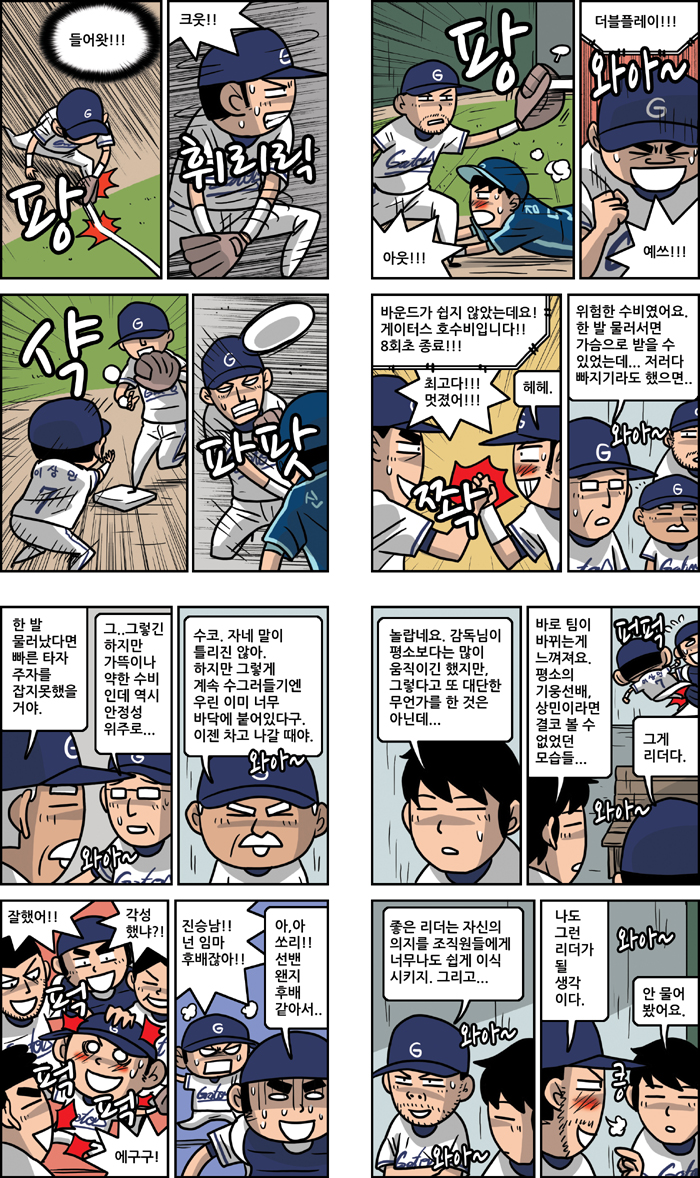 들어왓!!!
팡
G
크읏!!
휘리릭
샥
G
이상민
7
파팟
신
팡
G
아웃!!!
더블플레이!!!
와아~
G
예쓰!!!
바운드가 쉽지 않았는데요!
게이터스 호수비입니다!!
8회초 종료!!!
최고다!!!
멋졌어!!!
헤헤.
짝
위험한 수비였어요.
한 발 물러서면
가슴으로 받을 수
있었는데... 저러다
빠지기라도 했으면..
와아~
G
한 발
물러났다면
빠른 타자
주자를
잡지못했을
거야.
그..그렇긴
하지만
가뜩이나
약한 수비
인데 역시
안정성
위주로...
와아~
수코. 자네 말이
틀리진 않아.
하지만 그렇게
계속 수그러들기엔
우린 이미 너무
바닥에 붙어있다구.
이젠 차고 나갈 때야.
와아~
잘했어!!
각성
했냐?!
퍽
퍽
퍽
에구구!
진승남!!
넌 임마
후배잖아!!
아,아
쏘리!!
선밴
왠지
후배
같아서..
놀랍네요. 감독님이
평소보다는 많이
움직이긴 했지만,
그렇다고 또 대단한
무언가를 한 것은
아닌데...
바로 팀이
바뀌는게
느껴져요.
평소의
기웅선배,
상민이라면
결코 볼 수
없었던
모습들...
퍼퍽
이상민
7
그게
리더다.
와아~
좋은 리더는 자신의
의지를 조직원들에게
너무나도 쉽게 이식
시키지. 그리고...
와아~
G
와아~
나도
그런
리더가
될
생각
이다.
와아~
안 물어
봤어요.
쿵